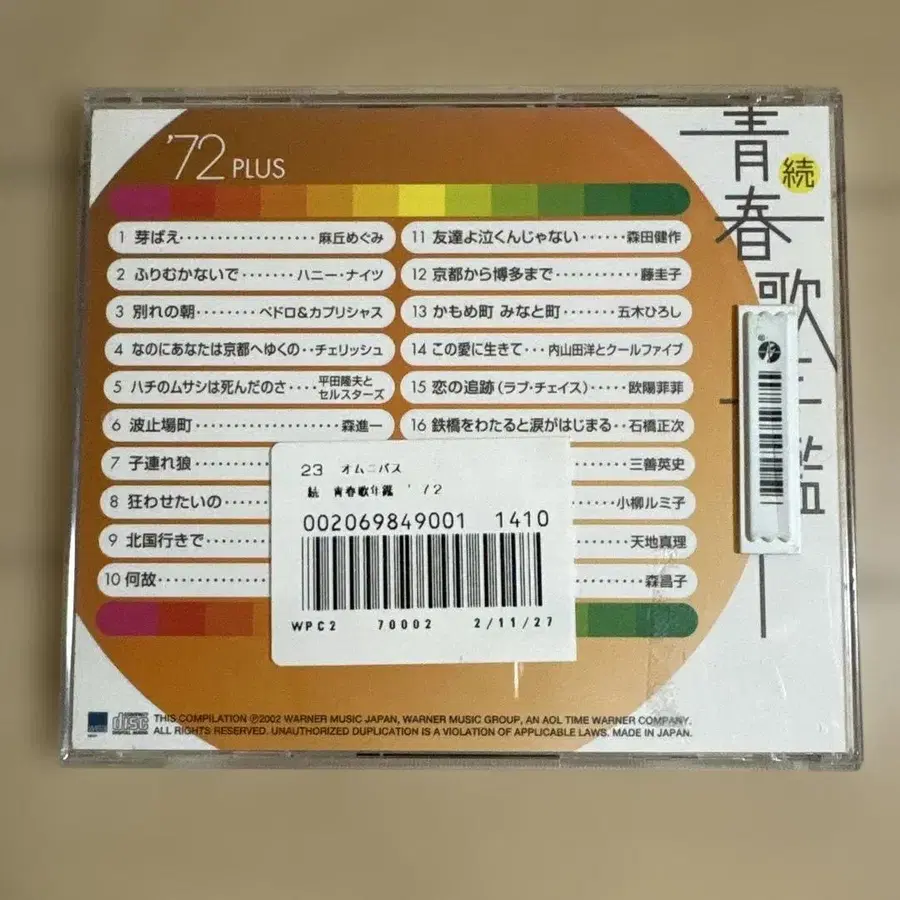 '72 PLUS
続
青春歌
1 芽ばえ………………麻丘めぐみ
2 ふりむかないで……ハニー・ナイツ
3 別れの朝………ペドロ&カプリシャス
4 なのにあなたは京都へゆくの‥チェリッシュ
5 ハチのムサシは死んだのさ‥‥平田隆夫とセルスターズ
6 波止場町………………森進一
7 子連れ狼
8 狂わせたいの
9 北国行きで
10 何故
11 友達よ泣くんじゃない……森田健作
12 京都から博多まで…………藤圭子
13 かもめ町 みなと町……五木ひろし
14 この愛に生きて‥‥内山田洋とクールファイブ
15 恋の追跡(ラブ・チェイス)……欧陽菲菲
16 鉄橋をわたると涙がはじまる‥石橋正次
三善英史
小柳ルミ子
天地真理
森昌子
23 オムニバス
続 青春歌年鑑 '72
002069849001 1410
WPC2 70002 2/11/27
disc
THIS COMPILATION ℗2002 WARNER MUSIC JAPAN, WARNER MUSIC GROUP, AN AOL TIME WARNER COMPANY.
ALL RIGHTS RESERVED. UNAUTHORIZED DUPLICATION IS A VIOLATION OF APPLICABLE LAWS. MADE IN JAPAN.